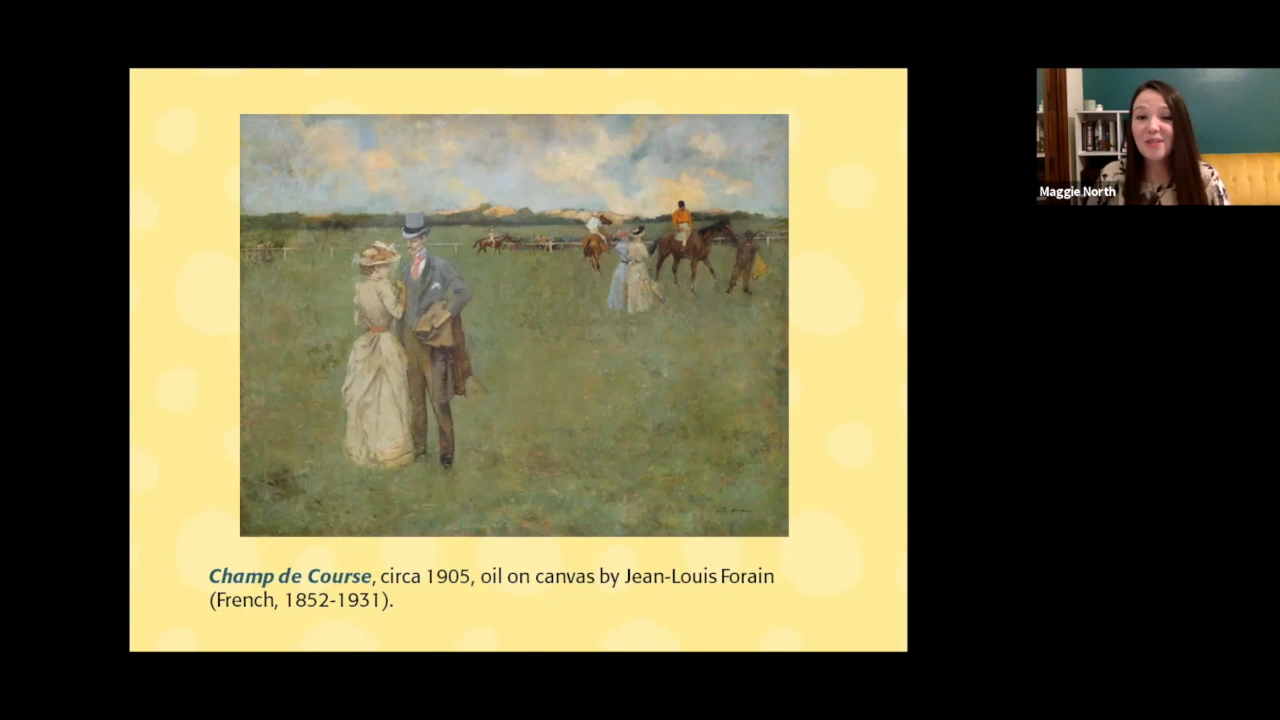 Champ de Course, circa 1905, oil on canvas by Jean-Louis Forain
(French, 1852-1931).
Maggie North